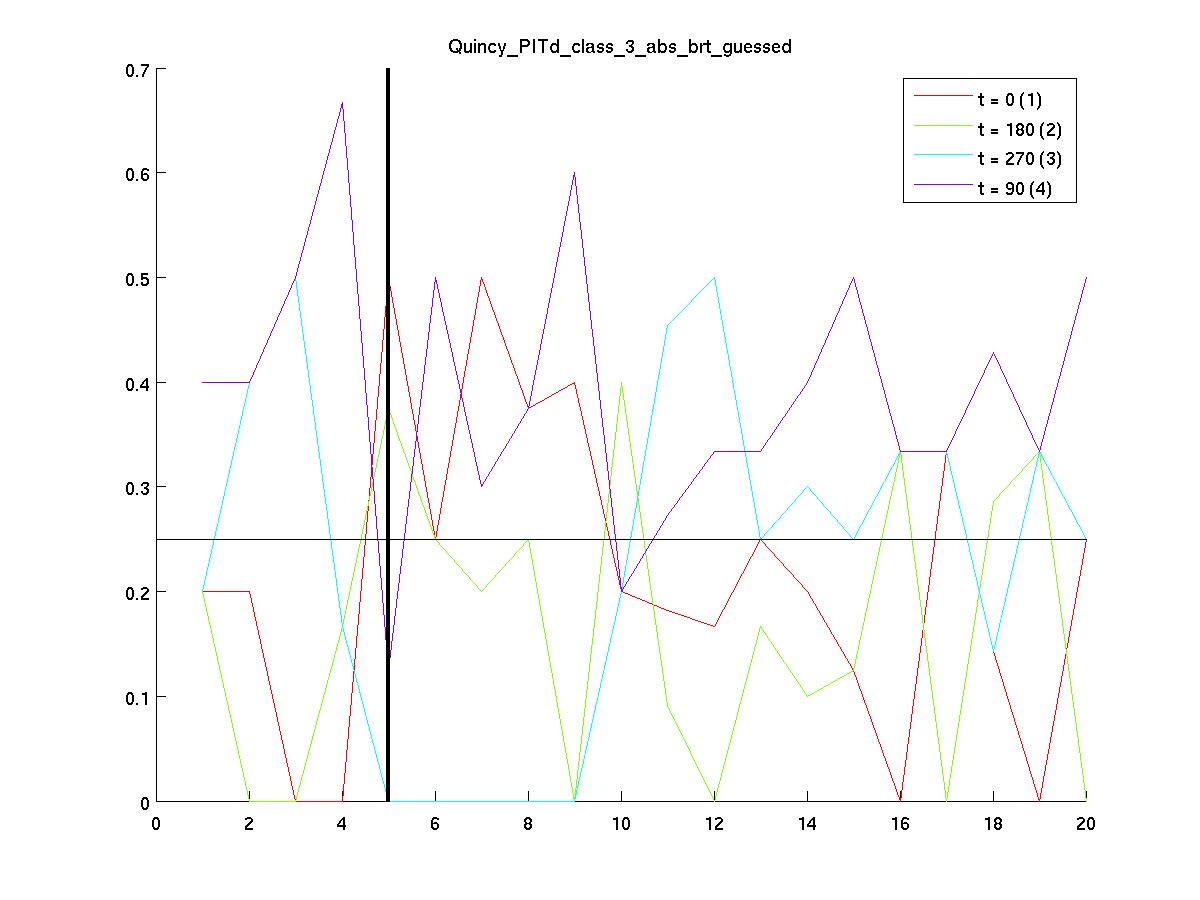 Quincy_PITd_class_3_abs_brt_guessed
0.7
0.6
0.5
0.4
0.3
0.2
0.1
0
t = 0 (1)
t = 180 (2)
t = 270 (3)
t = 90 (4)
0 2 4 6 8 10 12 14 16 18 20